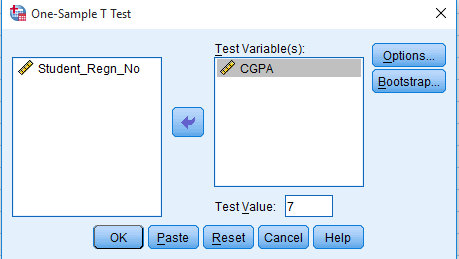 One-Sample T Test
Test Variable(s):
Student_Regn_No
CGPA
Options...
Bootstrap...
Test Value: 7
OK Paste Reset Cancel Help